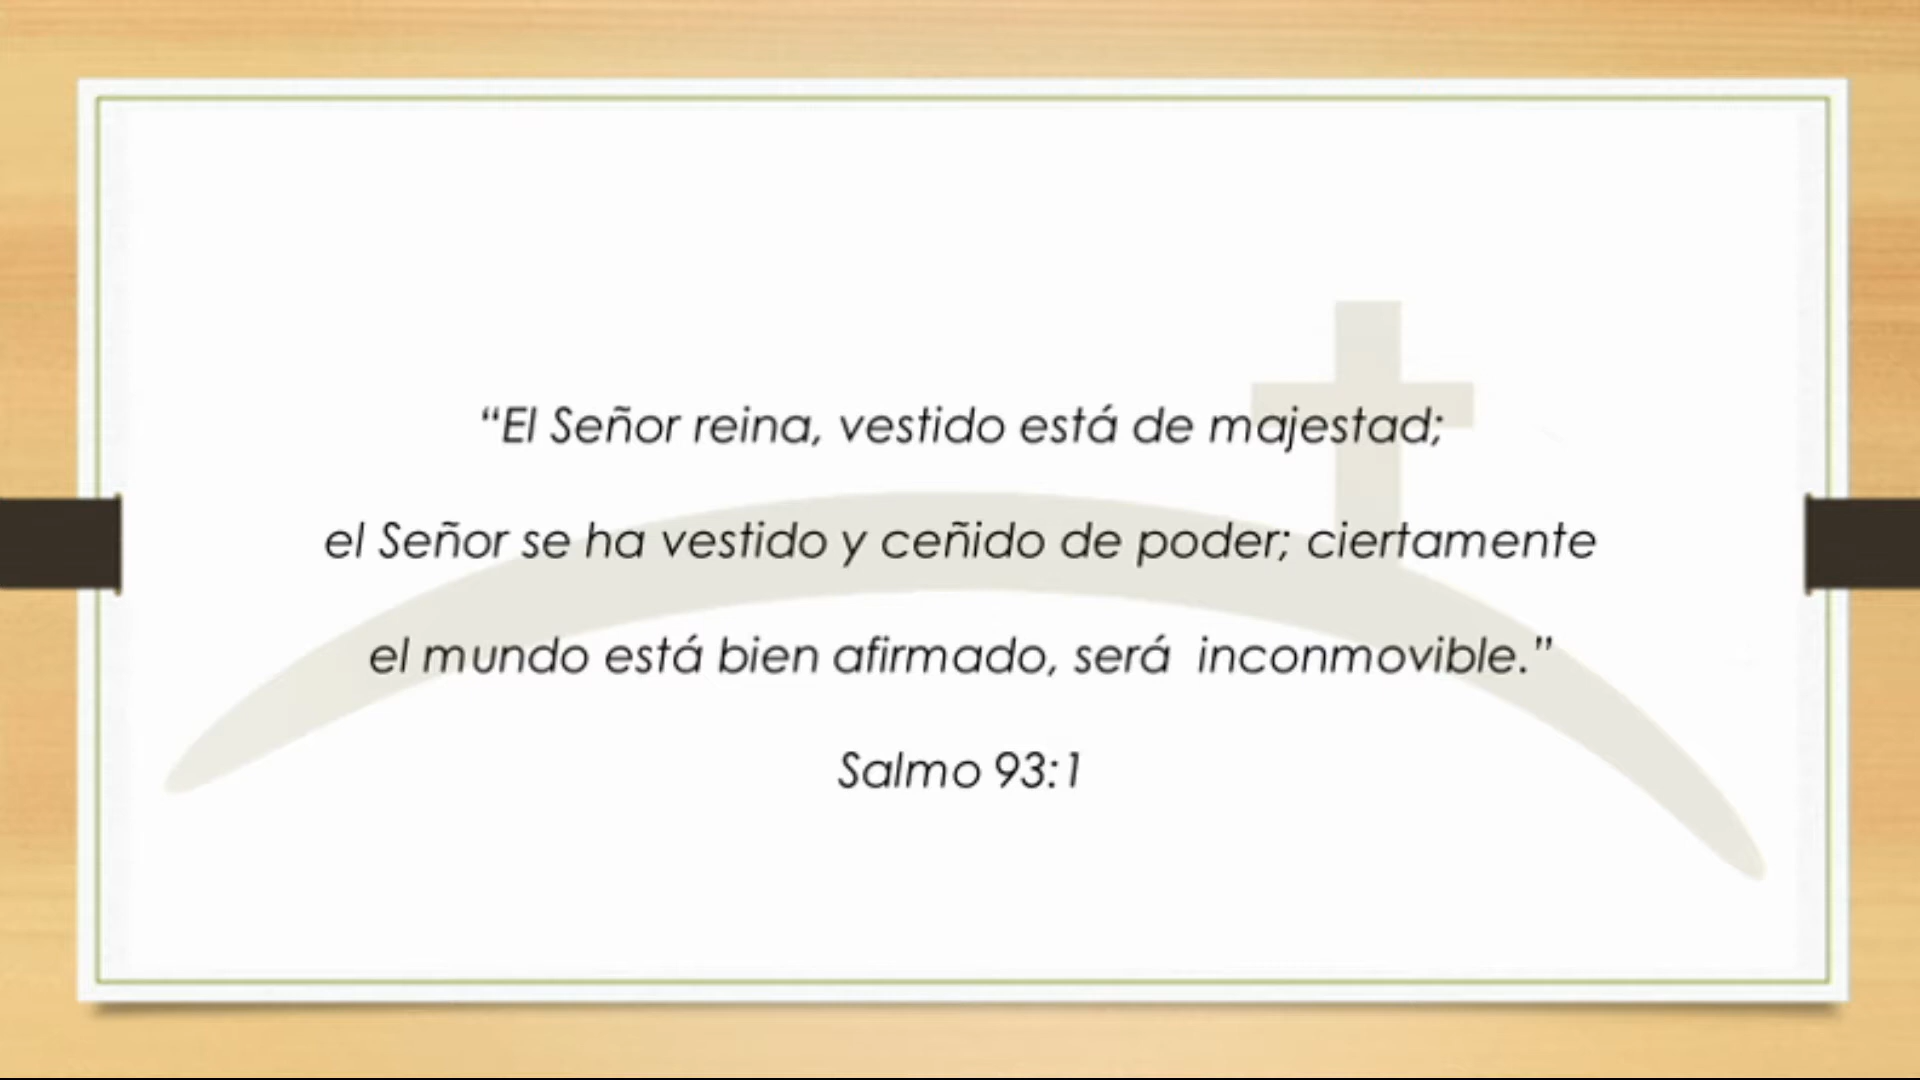 “El Señor reina, vestido está de majestad;
el Señor se ha vestido y ceñido de poder; ciertamente
el mundo está bien afirmado, será  inconmovible.”
Salmo 93:1